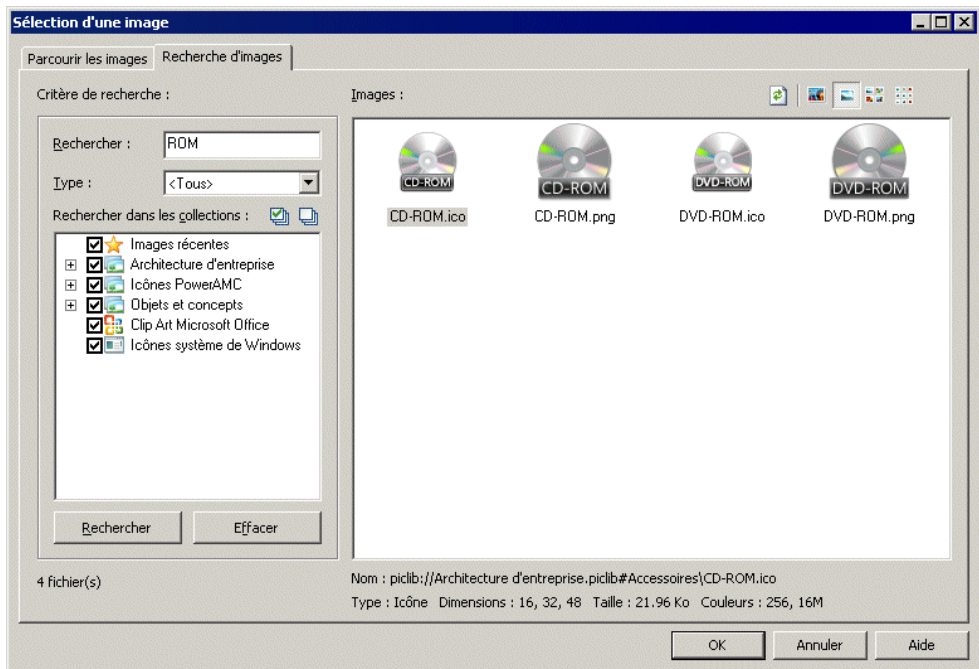 Sélection d'une image
Parcourir les images
Recherche d'images
Critère de recherche :
Rechercher :
ROM
Type :
<Tous>
Rechercher dans les collections :
Images récentes
Architecture d'entreprise
Icônes PowerAMC
Objets et concepts
Clip Art Microsoft Office
Icônes système de Windows
Rechercher
Effacer
4 fichier(s)
Images :
CD-ROM
CD-ROM
DVD-ROM
DVD-ROM
CD-ROM.ico
CD-ROM.png
DVD-ROM.ico
DVD-ROM.png
Nom : piclib://Architecture d'entreprise.piclib#Accessoires\CD-ROM.ico
Type : Icône Dimensions : 16, 32, 48 Taille : 21.96 Ko Couleurs : 256, 16M
OK
Annuler
Aide